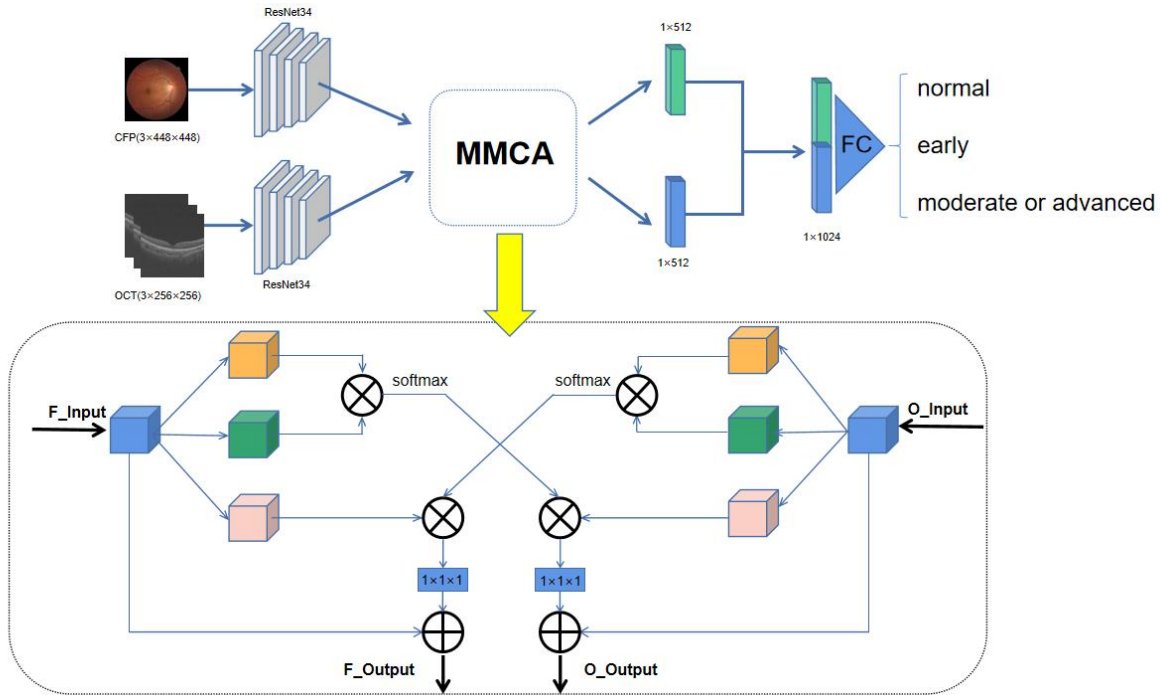 ResNet34
CFP(3×448×448)
OCT(3×256×256)
ResNet34
MMCA
1×512
1×512
FC
1×1024
normal
early
moderate or advanced
F_Input
softmax
softmax
O_Input
1×1×1
1×1×1
F_Output
O_Output